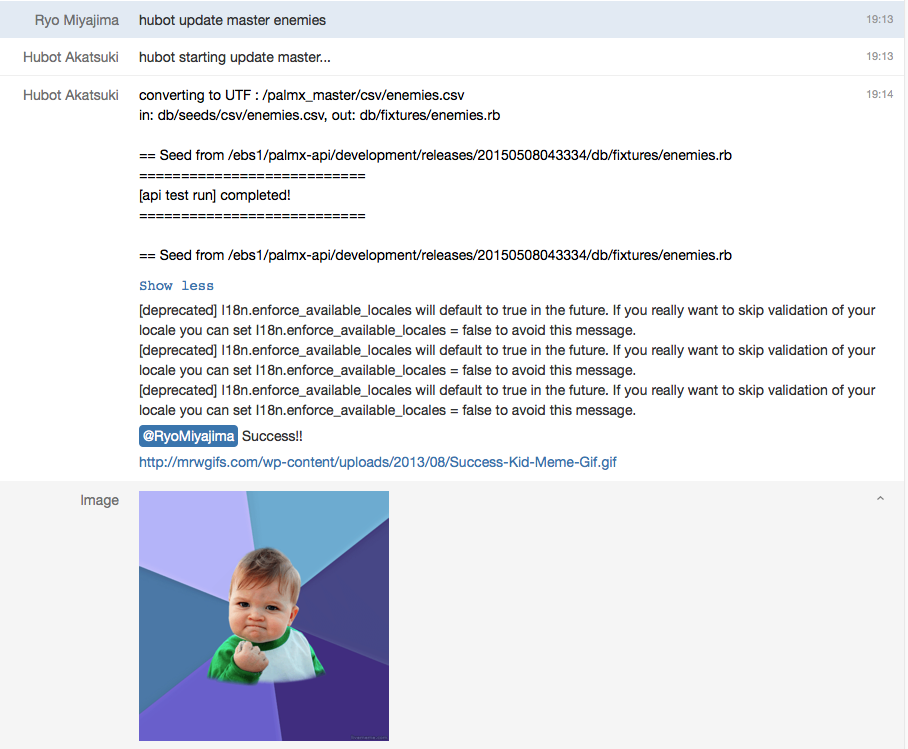 Ryo Miyajima hubot update master enemies 19:13
Hubot Akatsuki hubot starting update master... 19:13
Hubot Akatsuki converting to UTF : /palmx_master/csv/enemies.csv 19:14
in: db/seeds/csv/enemies.csv, out: db/fixtures/enemies.rb
== Seed from /ebs1/palmx-api/development/releases/20150508043334/db/fixtures/enemies.rb
===========================
[api test run] completed!
===========================
== Seed from /ebs1/palmx-api/development/releases/20150508043334/db/fixtures/enemies.rb
Show less
[deprecated] I18n.enforce_available_locales will default to true in the future. If you really want to skip validation of your
locale you can set I18n.enforce_available_locales = false to avoid this message.
[deprecated] I18n.enforce_available_locales will default to true in the future. If you really want to skip validation of your
locale you can set I18n.enforce_available_locales = false to avoid this message.
[deprecated] I18n.enforce_available_locales will default to true in the future. If you really want to skip validation of your
locale you can set I18n.enforce_available_locales = false to avoid this message.
@RyoMiyajima Success!!
http://mrwgifs.com/wp-content/uploads/2013/08/Success-Kid-Meme-Gif.gif
Image